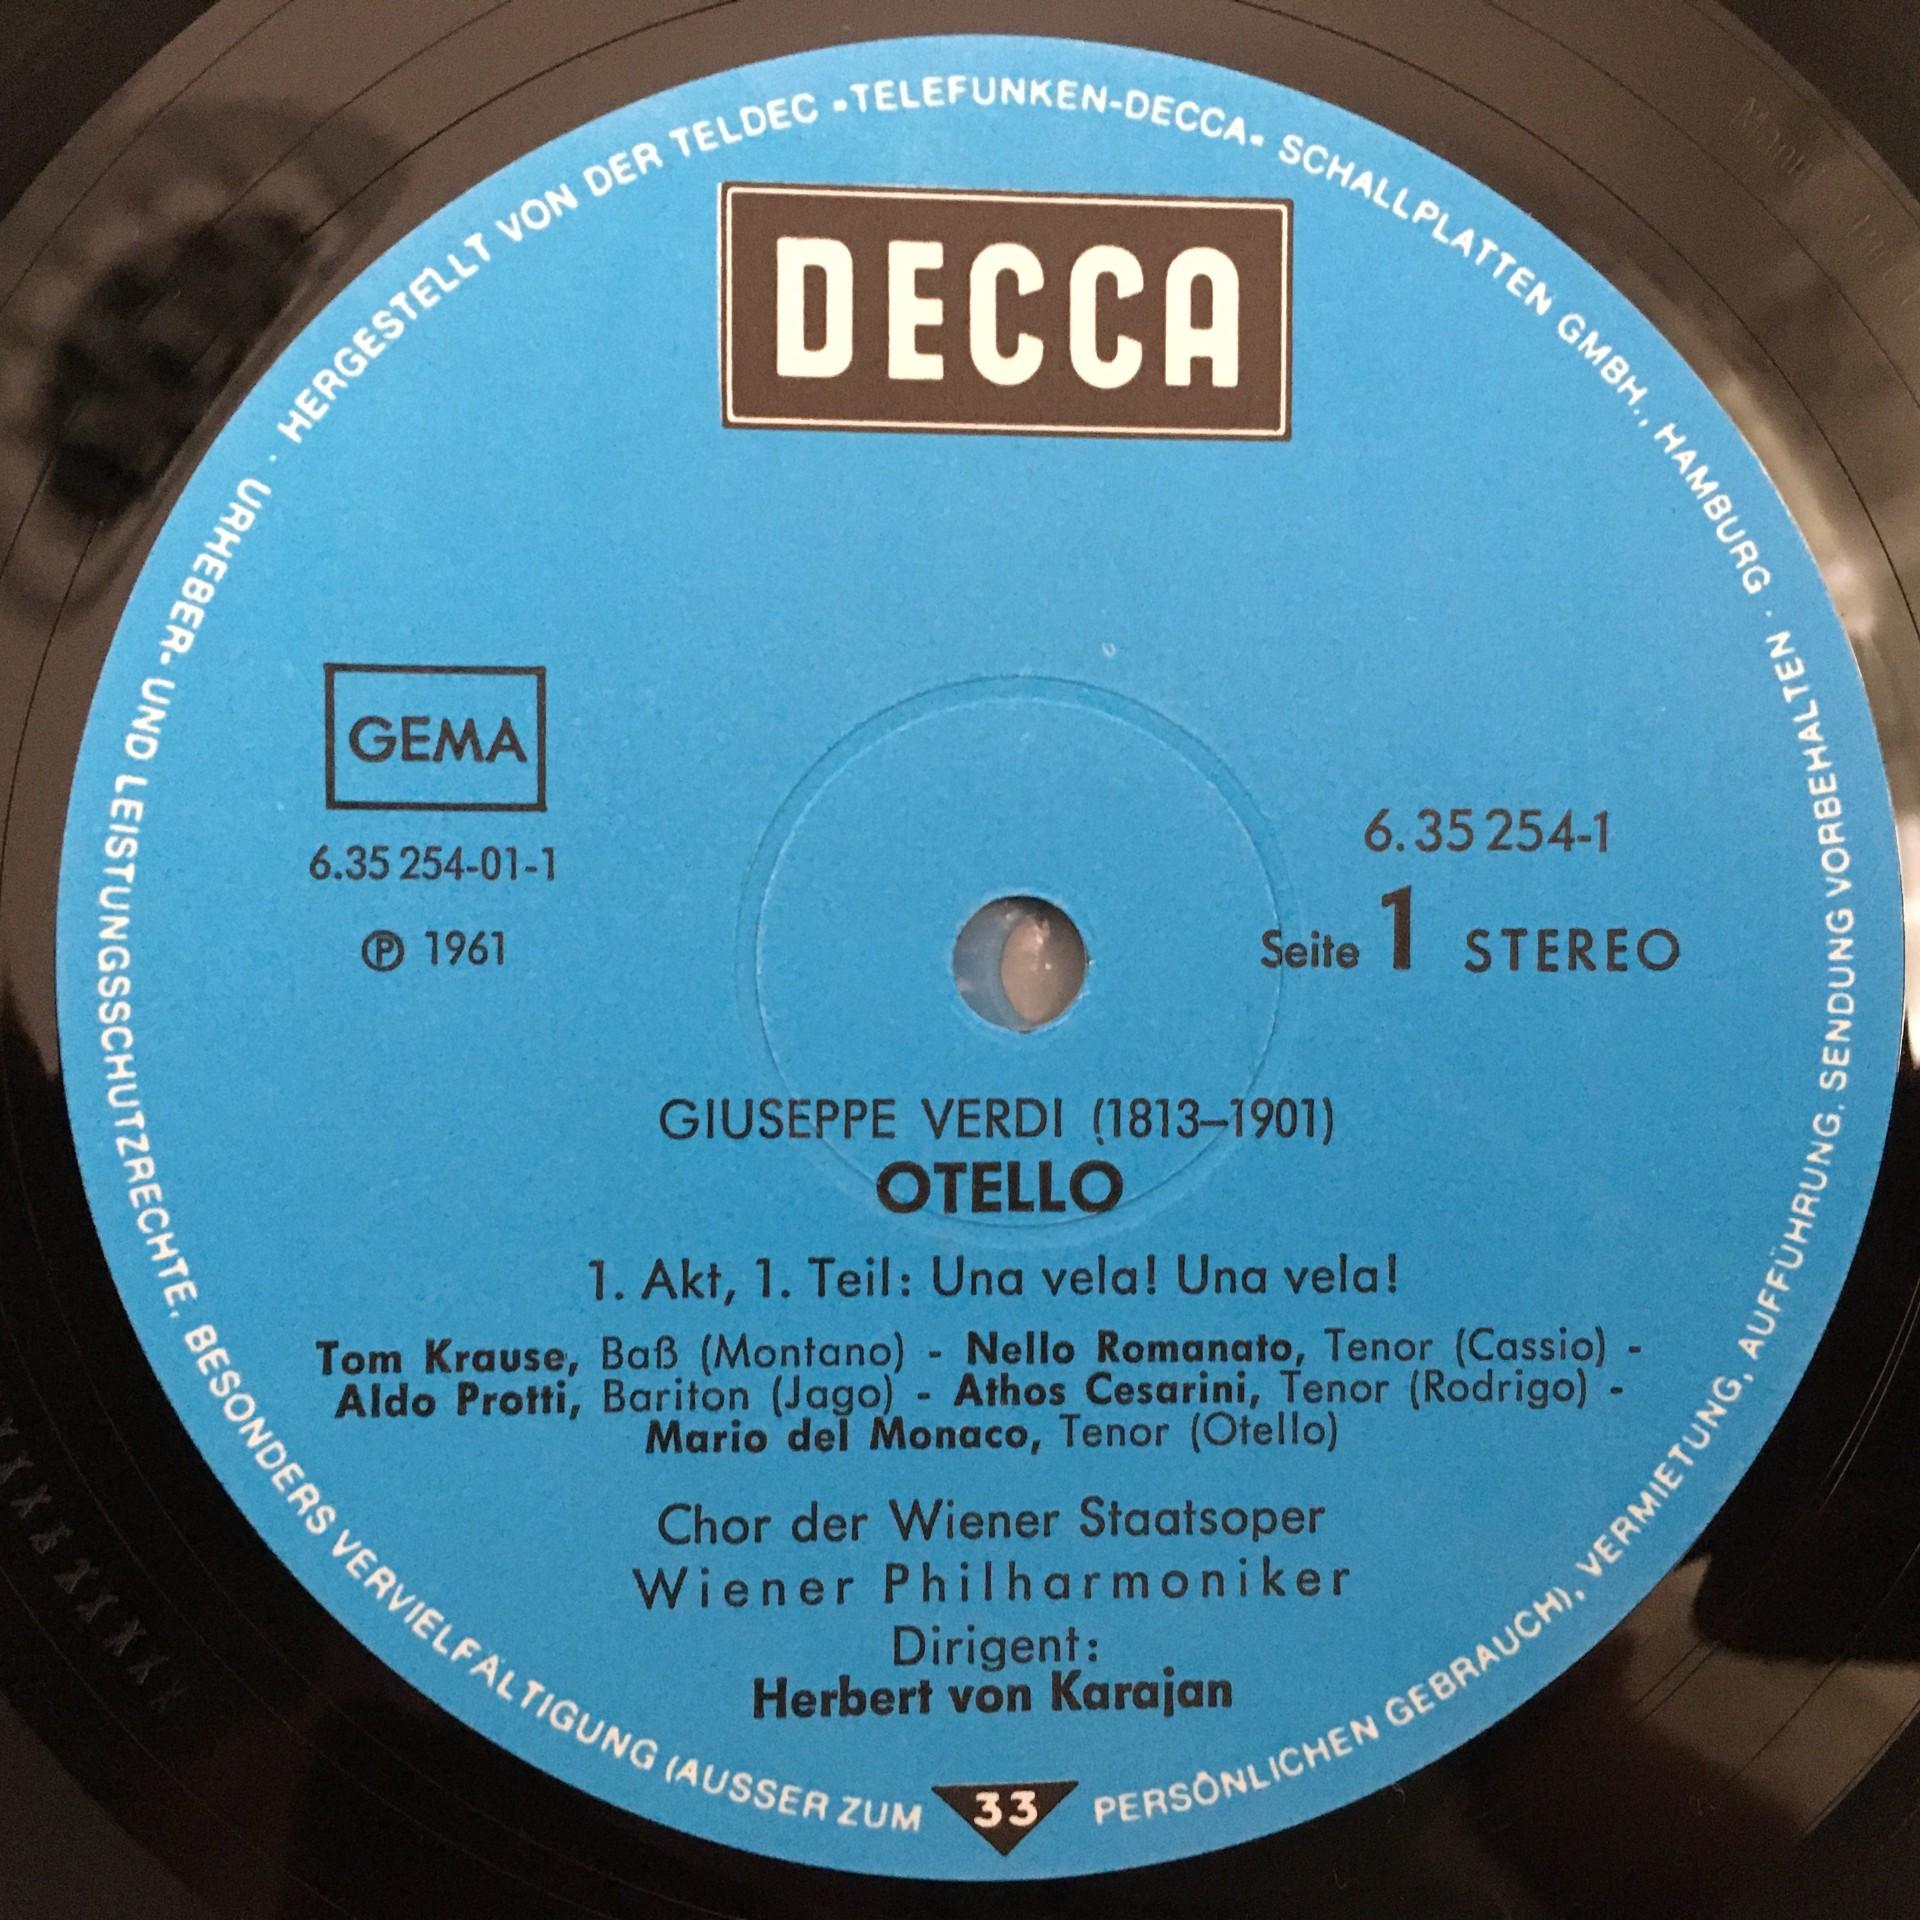 HERGESTELLT VON DER TELDEC »TELEFUNKEN-DECCA« SCHALLPLATTEN GMBH., HAMBURG · URHEBER- UND LEISTUNGSSCHUTZRECHTE, BESONDERS VERVIELFÄLTIGUNG (AUSSER ZUM PERSÖNLICHEN GEBRAUCH), VERMIETUNG, AUFFÜHRUNG, SENDUNG VORBEHALTEN ·
DECCA
GEMA
6.35 254-01-1
℗ 1961
6.35 254-1
Seite 1 STEREO
GIUSEPPE VERDI (1813–1901)
OTELLO
1. Akt, 1. Teil: Una vela! Una vela!
Tom Krause, Baß (Montano) - Nello Romanato, Tenor (Cassio) -
Aldo Protti, Bariton (Jago) - Athos Cesarini, Tenor (Rodrigo) -
Mario del Monaco, Tenor (Otello)
Chor der Wiener Staatsoper
Wiener Philharmoniker
Dirigent:
Herbert von Karajan
33